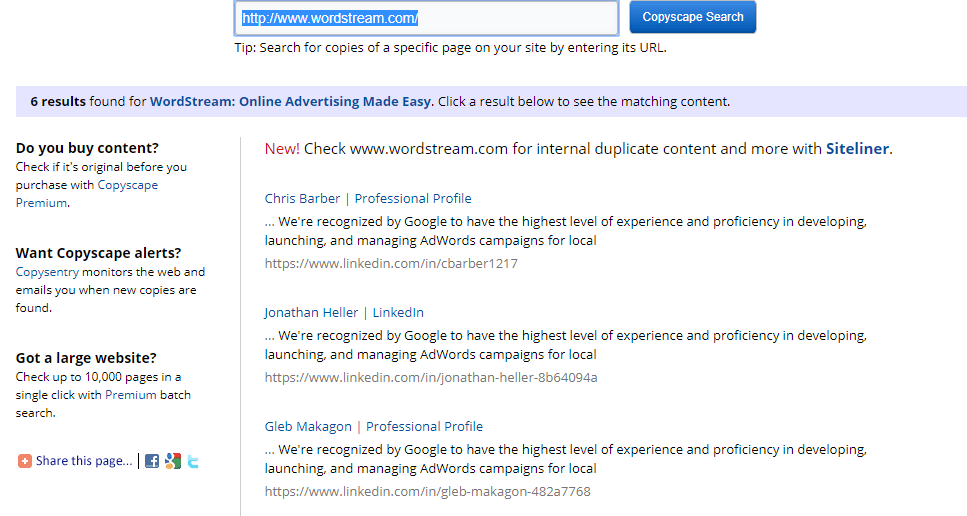 http://www.wordstream.com/
Copyscape Search
Tip: Search for copies of a specific page on your site by entering its URL.
6 results found for WordStream: Online Advertising Made Easy. Click a result below to see the matching content.
Do you buy content?
Check if it's original before you
purchase with Copyscape
Premium.
Want Copyscape alerts?
Copysentry monitors the web and
emails you when new copies are
found.
Got a large website?
Check up to 10,000 pages in a
single click with Premium batch
search.
Share this page...
New! Check www.wordstream.com for internal duplicate content and more with Siteliner.
Chris Barber | Professional Profile
... We're recognized by Google to have the highest level of experience and proficiency in developing,
launching, and managing AdWords campaigns for local
https://www.linkedin.com/in/cbarber1217
Jonathan Heller | LinkedIn
... We're recognized by Google to have the highest level of experience and proficiency in developing,
launching, and managing AdWords campaigns for local
https://www.linkedin.com/in/jonathan-heller-8b64094a
Gleb Makagon | Professional Profile
... We're recognized by Google to have the highest level of experience and proficiency in developing,
launching, and managing AdWords campaigns for local
https://www.linkedin.com/in/gleb-makagon-482a7768